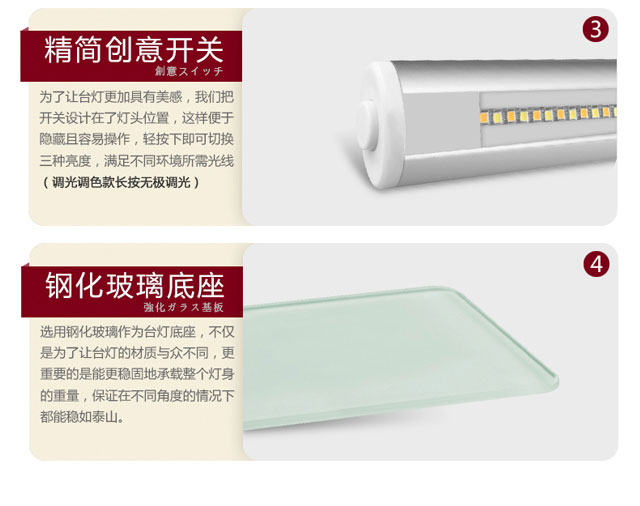 3
精简创意开关
創意スイッチ
为了让台灯更加具有美感，我们把
开关设计在了灯头位置，这样便于
隐藏且容易操作，轻按下即可切换
三种亮度，满足不同环境所需光线
（调光调色款长按无极调光）
4
钢化玻璃底座
強化ガラス基板
选用钢化玻璃作为台灯底座，不仅
是为了让台灯的材质与众不同，更
重要的是能更稳固地承载整个灯身
的重量，保证在不同角度的情况下
都能稳如泰山。